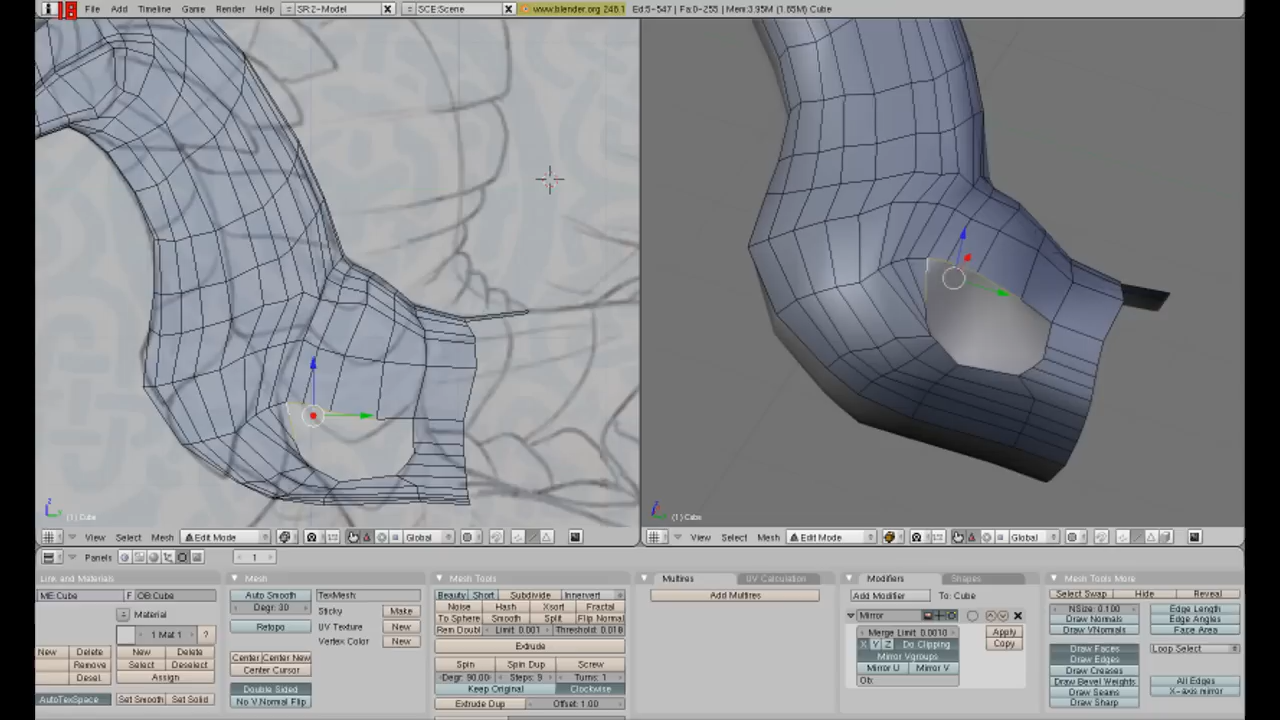 File Add Timeline Game Render Help SR:2-Model SCE:Scene www.blender.org 248.1 Ed:5-547 | Fa:0-255 | Mem:3.95M (1.65M) Cube
18
(1) Cube
(1) Cube
View Select Mesh Edit Mode Global
View Select Mesh Edit Mode Global
Panels 1
Link and Materials
ME:Cube F OB:Cube
Material
1 Mat 1 ?
New Delete New Delete
Remove Select Deselect
Desel. Assign
AutoTexSpace Set Smooth Set Solid
Mesh
Auto Smooth
Degr: 30
Retopo
Center Center New
Center Cursor
Double Sided
No V.Normal Flip
TexMesh:
Sticky Make
UV Texture New
Vertex Color New
Mesh Tools
Beauty Short Subdivide Innervert
Noise Hash Xsort Fractal
To Sphere Smooth Split Flip Normal
Rem Doubl Limit: 0.001 Threshold: 0.010
Extrude
Spin Spin Dup Screw
Degr: 90.00 Steps: 9 Turns: 1
Keep Original Clockwise
Extrude Dup Offset: 1.00
Multires UV Calculation
Add Multires
Modifiers Shapes
Add Modifier To: Cube
Mirror
Merge Limit: 0.0010
X Y Z Do Clipping
Mirror Vgroups
Mirror U Mirror V
Ob:
Apply
Copy
Mesh Tools More
Select Swap Hide Reveal
NSize: 0.100
Draw Normals
Draw VNormals
Draw Faces
Draw Edges
Draw Creases
Draw Bevel Weights
Draw Seams
Draw Sharp
Edge Length
Edge Angles
Face Area
Loop Select
All Edges
X-axis mirror